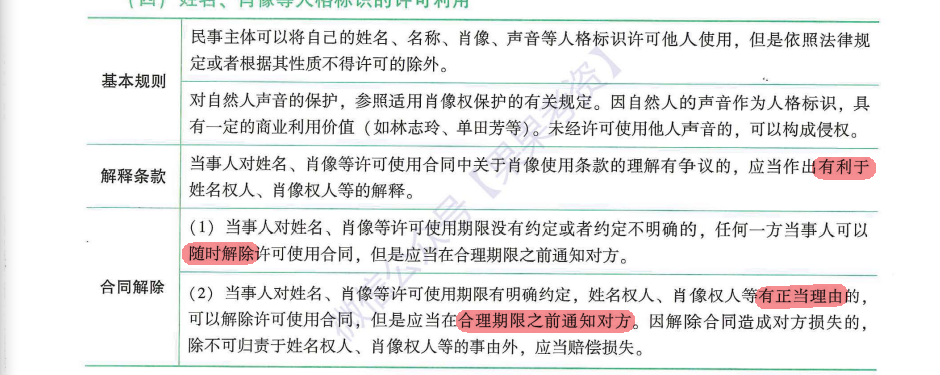 （四）姓名、肖像等人格标识的许可利用
基本规则
民事主体可以将自己的姓名、名称、肖像、声音等人格标识许可他人使用，但是依照法律规
定或者根据其性质不得许可的除外。
对自然人声音的保护，参照适用肖像权保护的有关规定。因自然人的声音作为人格标识，具
有一定的商业利用价值（如林志玲、单田芳等）。未经许可使用他人声音的，可以构成侵权。
解释条款
当事人对姓名、肖像等许可使用合同中关于肖像使用条款的理解有争议的，应当作出有利于
姓名权人、肖像权人等的解释。
合同解除
（1）当事人对姓名、肖像等许可使用期限没有约定或者约定不明确的，任何一方当事人可以
随时解除许可使用合同，但是应当在合理期限之前通知对方。
（2）当事人对姓名、肖像等许可使用期限有明确约定，姓名权人、肖像权人等有正当理由的，
可以解除许可使用合同，但是应当在合理期限之前通知对方。因解除合同造成对方损失的，
除不可归责于姓名权人、肖像权人等的事由外，应当赔偿损失。
微信公众号【果果考资】